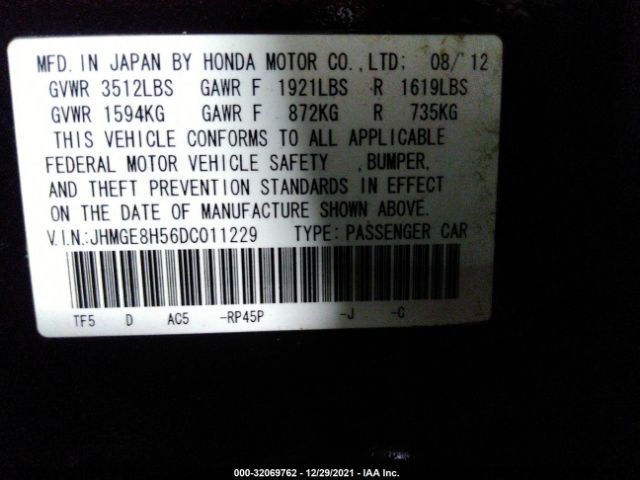 MFD. IN JAPAN BY HONDA MOTOR CO.,LTD; 08/'12
GVWR 3512LBS GAWR F 1921LBS R 1619LBS
GVWR 1594KG GAWR F 872KG R 735KG
THIS VEHICLE CONFORMS TO ALL APPLICABLE
FEDERAL MOTOR VEHICLE SAFETY ,BUMPER,
AND THEFT PREVENTION STANDARDS IN EFFECT
ON THE DATE OF MANUFACTURE SHOWN ABOVE.
V.I.N.:JHMGE8H56DC011229 TYPE: PASSENGER CAR
TF5 D AC5 -RP45P -J -C
000-32069762 - 12/29/2021 - IAA Inc.